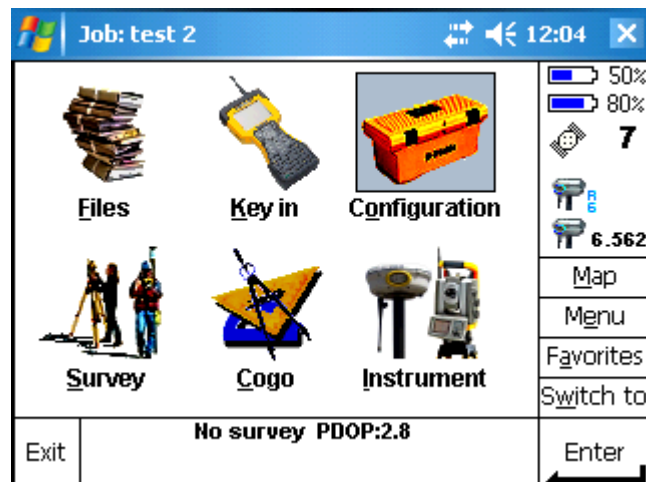 Job: test 2
12:04
50%
80%
7
R
6
6.562
Files
Key in
Configuration
Survey
Cogo
Instrument
Map
Menu
Favorites
Switch to
Exit
No survey PDOP:2.8
Enter